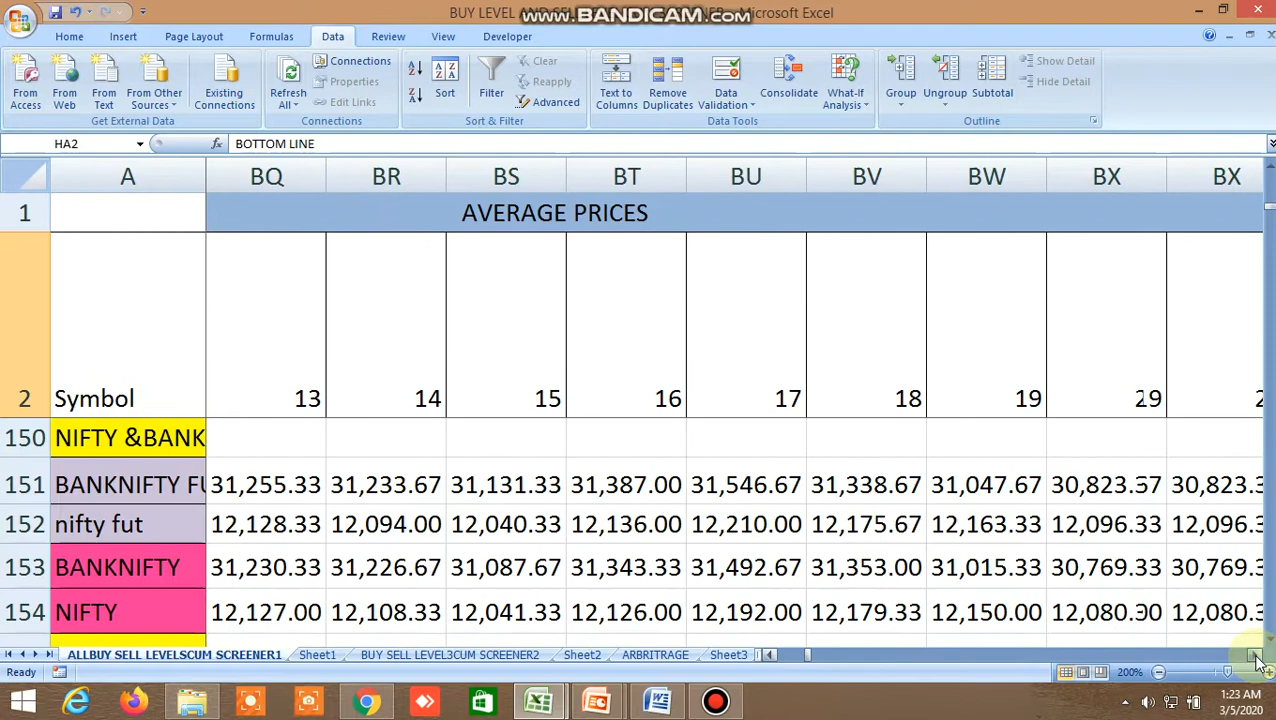 BUY LEVEL AND SELL - Microsoft Excel
www.BANDICAM.com
Home Insert Page Layout Formulas Data Review View Developer
From Access From Web From Text From Other Sources Existing Connections
Refresh All Connections Properties Edit Links
Sort Filter Clear Reapply Advanced
Text to Columns Remove Duplicates Data Validation Consolidate What-If Analysis
Group Ungroup Subtotal Show Detail Hide Detail
Get External Data Connections Sort & Filter Data Tools Outline
HA2 fx BOTTOM LINE
A BQ BR BS BT BU BV BW BX BX
1 AVERAGE PRICES
2 Symbol 13 14 15 16 17 18 19
150 NIFTY &BANK
151 BANKNIFTY FU 31,255.33 31,233.67 31,131.33 31,387.00 31,546.67 31,338.67 31,047.67 30,823.37 30,823.3
152 nifty fut 12,128.33 12,094.00 12,040.33 12,136.00 12,210.00 12,175.67 12,163.33 12,096.33 12,096.3
153 BANKNIFTY 31,230.33 31,226.67 31,087.67 31,343.33 31,492.67 31,353.00 31,015.33 30,769.33 30,769.3
154 NIFTY 12,127.00 12,108.33 12,041.33 12,126.00 12,192.00 12,179.33 12,150.00 12,080.3
ALLBUY SELL LEVELSCUM SCREENER1 Sheet1 BUY SELL LEVEL3CUM SCREENER2 Sheet2 ARBRITRAGE Sheet3
Ready 200%
1:23 AM
3/5/2020